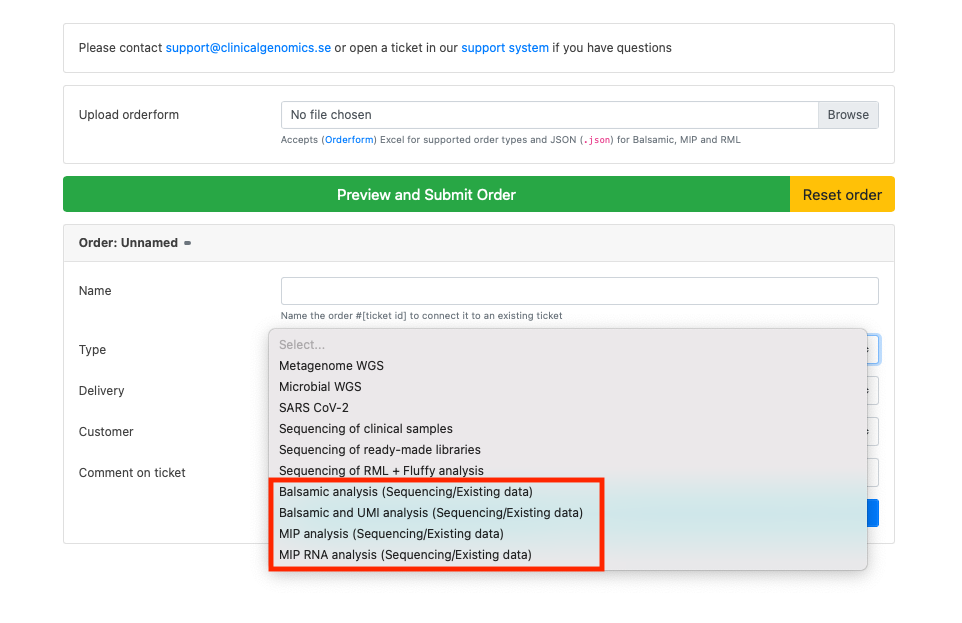 Please contact support@clinicalgenomics.se or open a ticket in our support system if you have questions
Upload orderform
No file chosen
Browse
Accepts (Orderform) Excel for supported order types and JSON (.json) for Balsamic, MIP and RML
Preview and Submit Order
Reset order
Order: Unnamed
Name
Name the order #[ticket id] to connect it to an existing ticket
Type
Delivery
Customer
Comment on ticket
Select...
Metagenome WGS
Microbial WGS
SARS CoV-2
Sequencing of clinical samples
Sequencing of ready-made libraries
Sequencing of RML + Fluffy analysis
Balsamic analysis (Sequencing/Existing data)
Balsamic and UMI analysis (Sequencing/Existing data)
MIP analysis (Sequencing/Existing data)
MIP RNA analysis (Sequencing/Existing data)